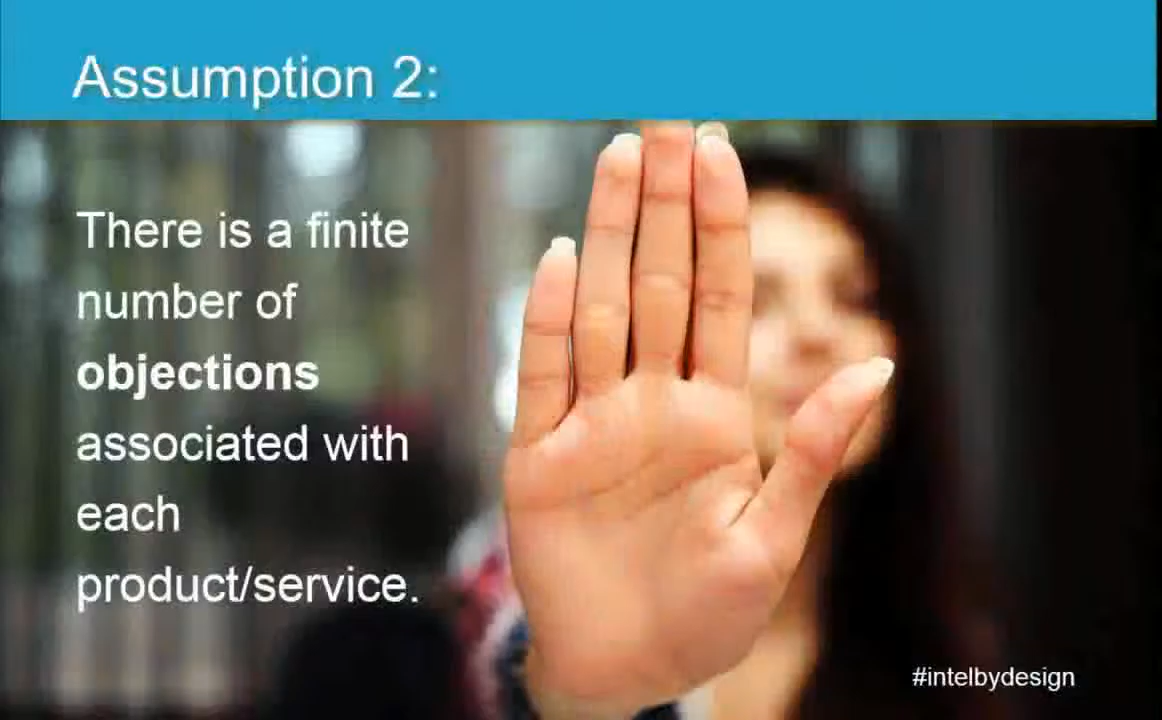 Assumption 2:
There is a finite
number of
objections
associated with
each
product/service.
#intelbydesign